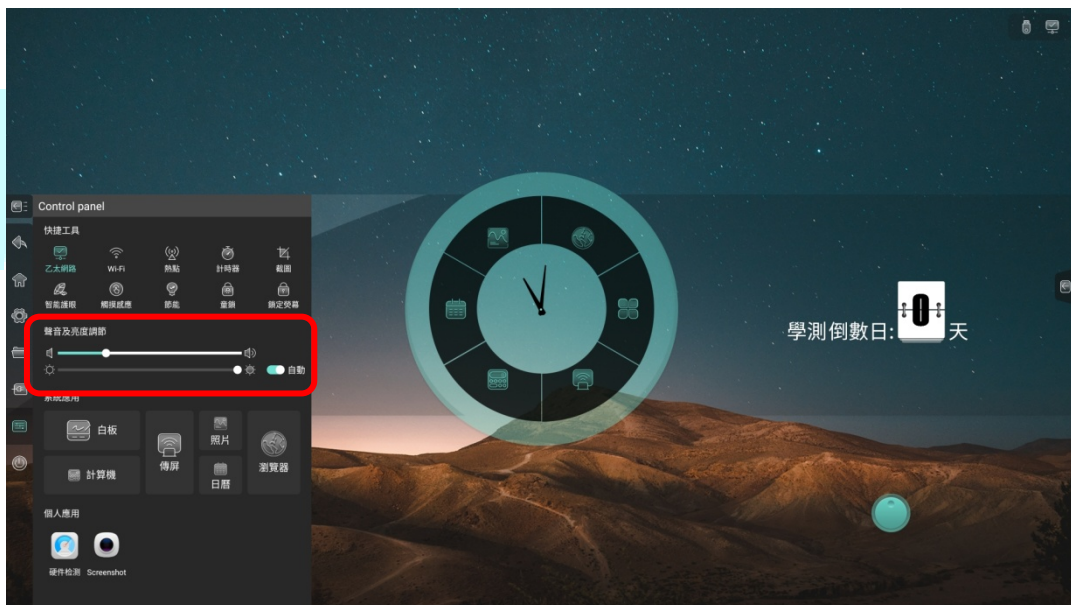 Control panel
快捷工具
乙太網路 Wi-Fi 熱點 計時器 截圖
智能護眼 觸摸感應 節能 童鎖 鎖定熒幕
聲音及亮度調節
自動
系統應用
白板 傳屏 照片 瀏覽器
計算機 日曆
個人應用
硬件检测 Screenshot
學測倒數日: 0 天